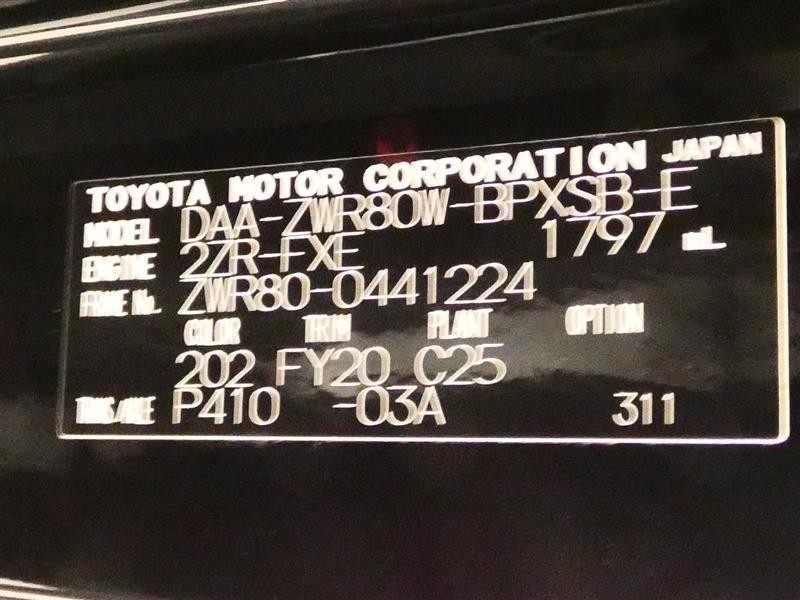 TOYOTA MOTOR CORPORATION JAPAN
MODEL DAA-ZWR80W-BPXSB-E
ENGINE 2ZR-FXE 1797 mL
FRAME No. ZWR80-0441224
COLOR TRIM PLANT OPTION
202 FY20 C25
TRANS/AXLE P410 -03A 311